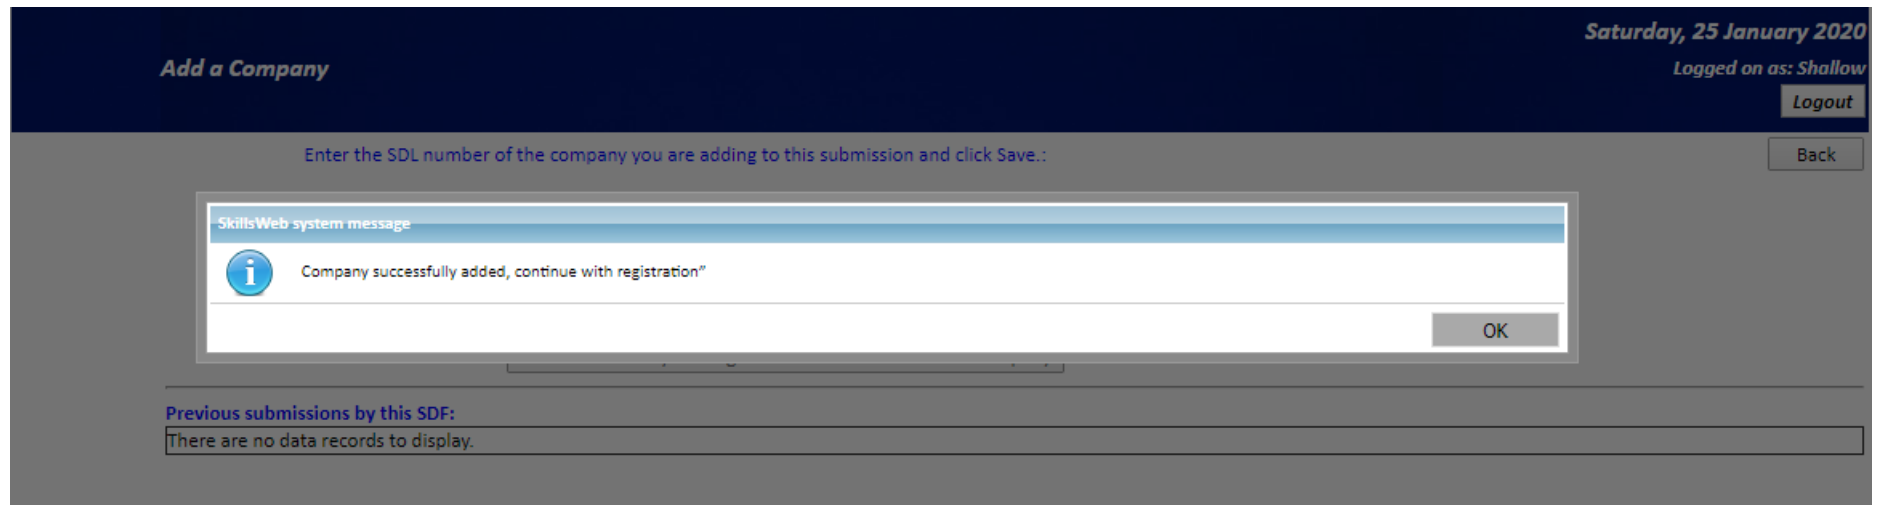 Saturday, 25 January 2020
Add a Company
Logged on as: Shallow
Logout
Enter the SDL number of the company you are adding to this submission and click Save.:
Back
SkillsWeb system message
Company successfully added, continue with registration”
OK
Previous submissions by this SDF:
There are no data records to display.